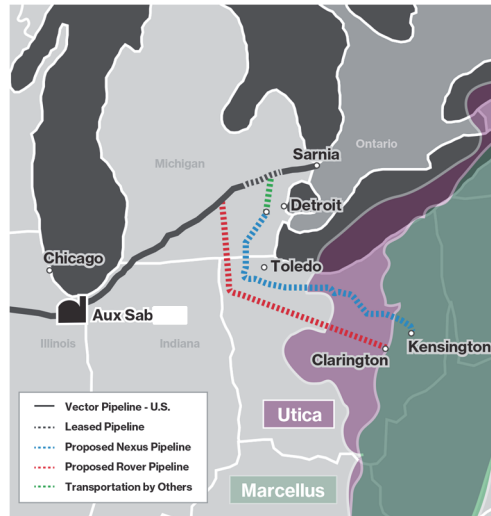 Michigan
Sarnia
Ontario
Detroit
Chicago
Toledo
Aux Sab
Illinois
Indiana
Clarington
Kensington
Utica
Marcellus
Vector Pipeline - U.S.
Leased Pipeline
Proposed Nexus Pipeline
Proposed Rover Pipeline
Transportation by Others